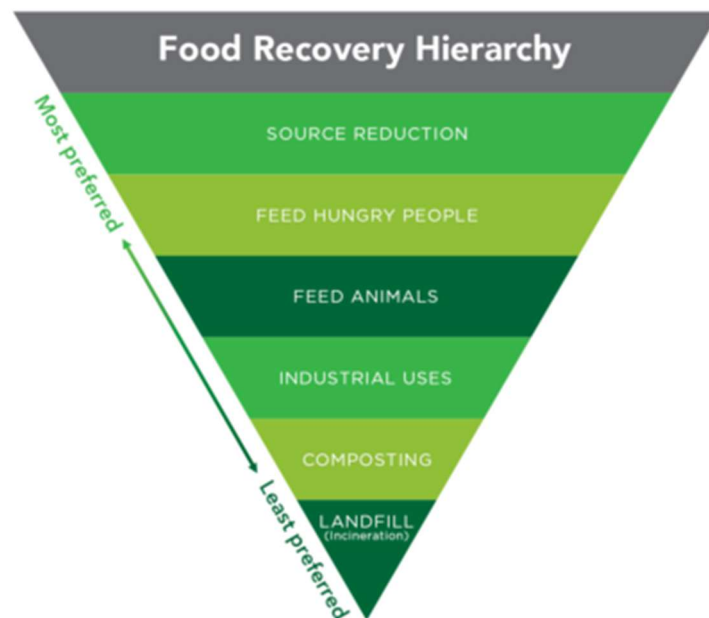 Food Recovery Hierarchy
Most preferred
SOURCE REDUCTION
FEED HUNGRY PEOPLE
FEED ANIMALS
INDUSTRIAL USES
COMPOSTING
Least preferred
LANDFILL
(Incineration)